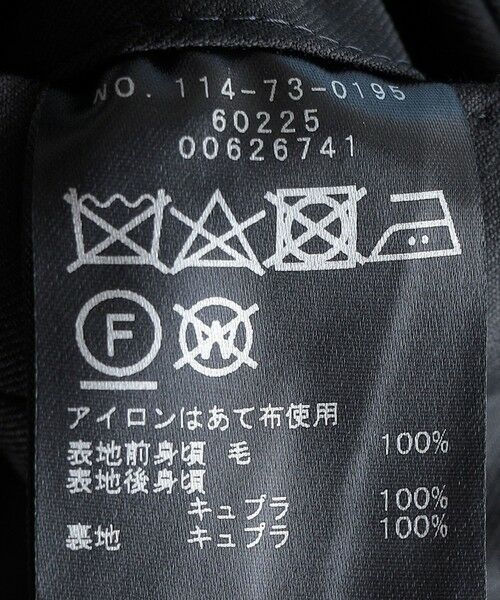 NO. 114-73-0195
60225
00626741
F W
アイロンはあて布使用
表地前身頃 毛 100%
表地後身頃
キュプラ 100%
裏地 キュプラ 100%